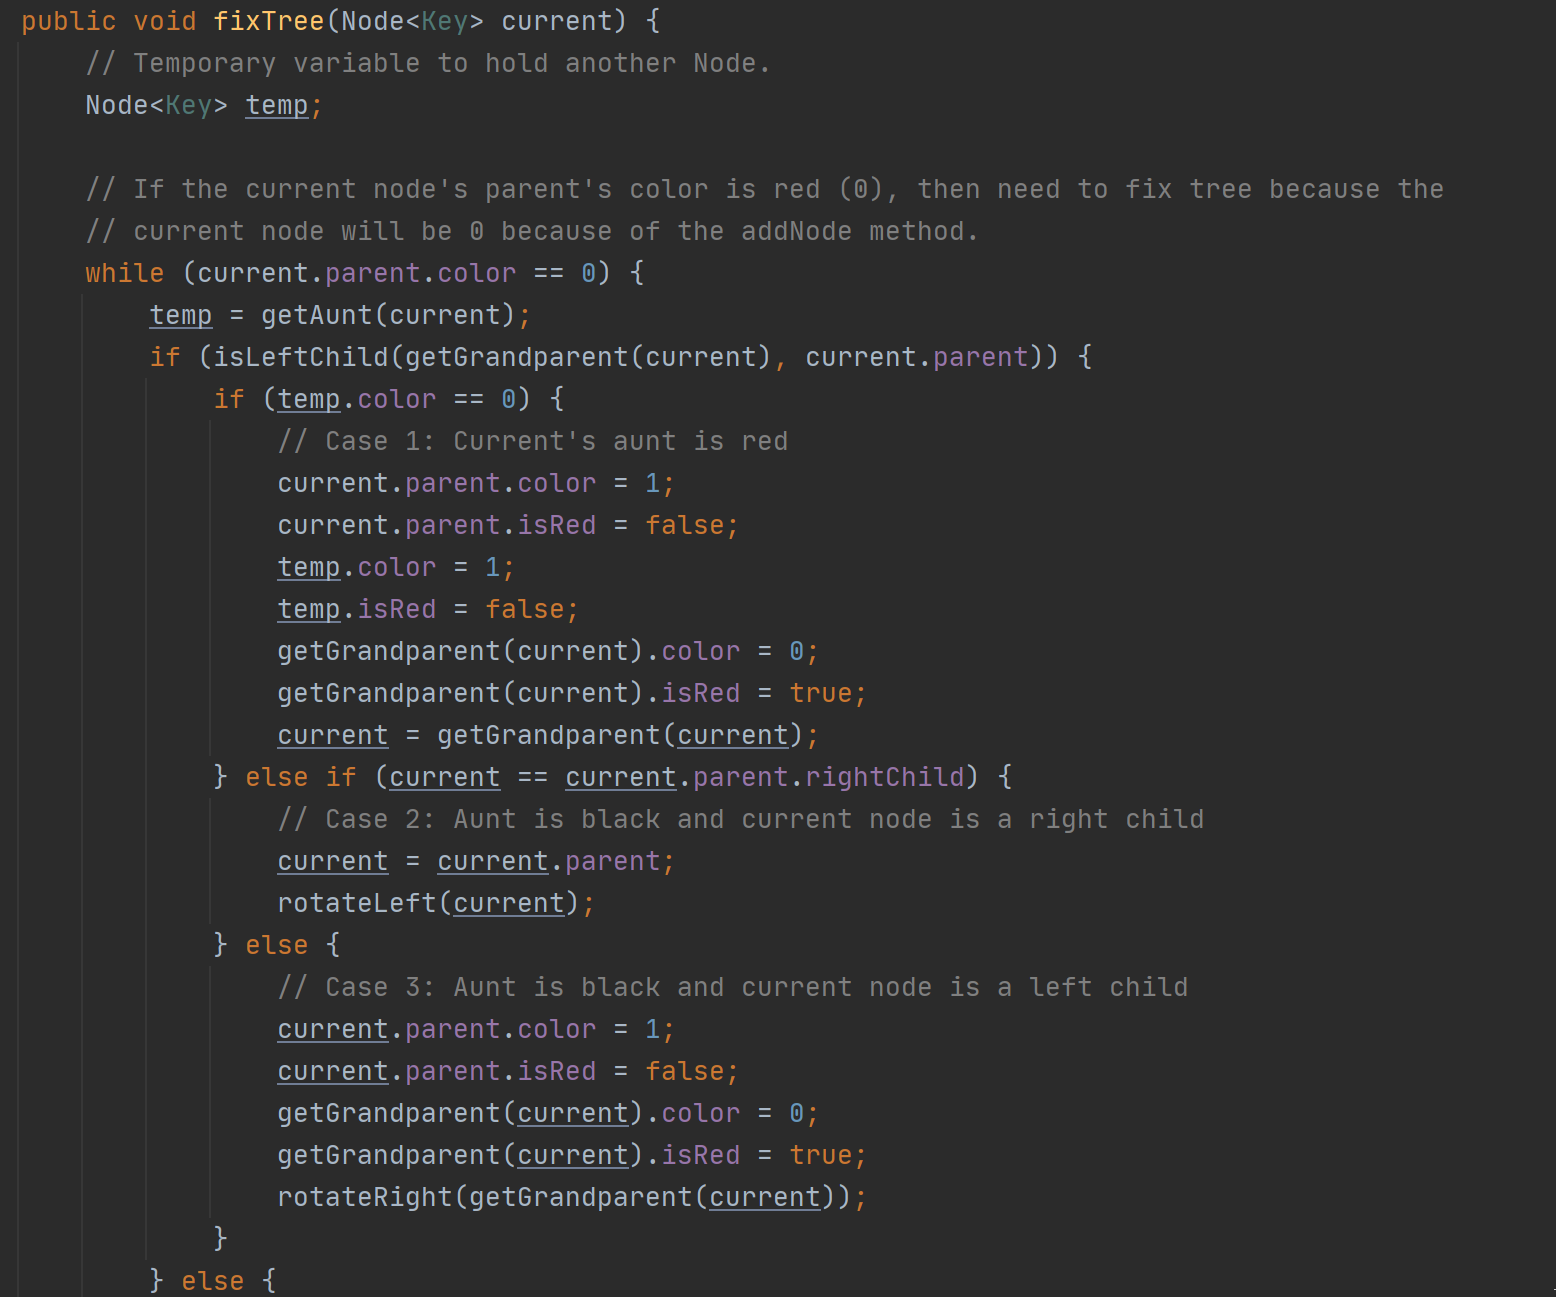 public void fixTree(Node<Key> current) {
    // Temporary variable to hold another Node.
    Node<Key> temp;

    // If the current node's parent's color is red (0), then need to fix tree because the
    // current node will be 0 because of the addNode method.
    while (current.parent.color == 0) {
        temp = getAunt(current);
        if (isLeftChild(getGrandparent(current), current.parent)) {
            if (temp.color == 0) {
                // Case 1: Current's aunt is red
                current.parent.color = 1;
                current.parent.isRed = false;
                temp.color = 1;
                temp.isRed = false;
                getGrandparent(current).color = 0;
                getGrandparent(current).isRed = true;
                current = getGrandparent(current);
            } else if (current == current.parent.rightChild) {
                // Case 2: Aunt is black and current node is a right child
                current = current.parent;
                rotateLeft(current);
            } else {
                // Case 3: Aunt is black and current node is a left child
                current.parent.color = 1;
                current.parent.isRed = false;
                getGrandparent(current).color = 0;
                getGrandparent(current).isRed = true;
                rotateRight(getGrandparent(current));
            }
        } else {